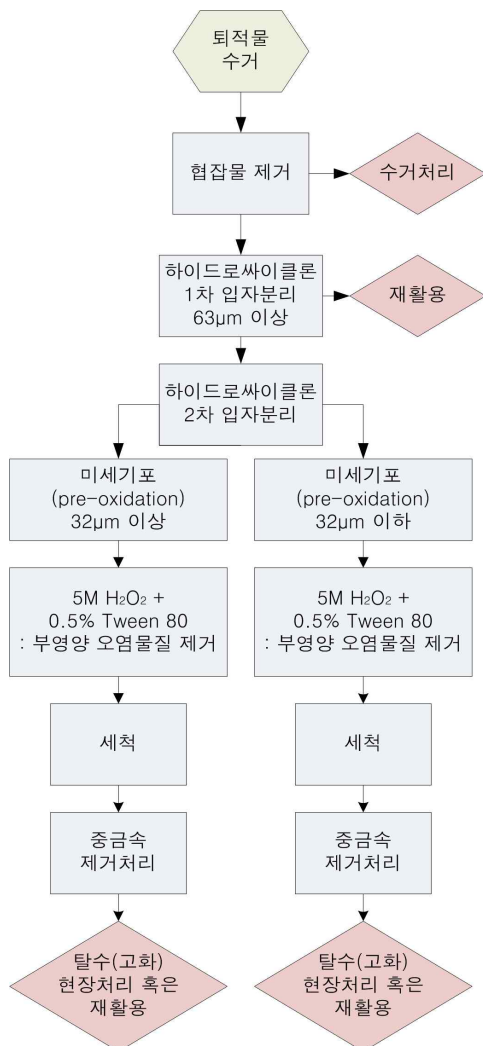 퇴적물
수거
협잡물 제거
수거처리
하이드로싸이클론
1차 입자분리
63μm 이상
재활용
하이드로싸이클론
2차 입자분리
미세기포
(pre-oxidation)
32μm 이상
5M H₂O₂ +
0.5% Tween 80
: 부영양 오염물질 제거
세척
중금속
제거처리
탈수(고화)
현장처리 혹은
재활용
미세기포
(pre-oxidation)
32μm 이하
5M H₂O₂ +
0.5% Tween 80
: 부영양 오염물질 제거
세척
중금속
제거처리
탈수(고화)
현장처리 혹은
재활용